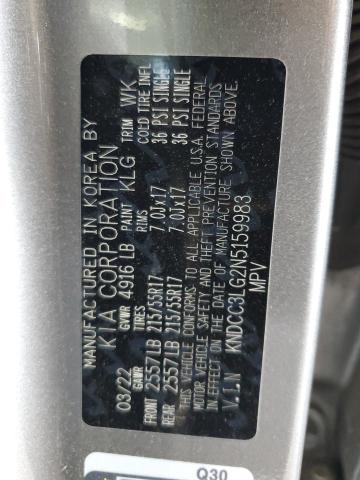 MANUFACTURED IN KOREA BY
KIA CORPORATION
03/22 GVWR 4916 LB PAINT KLG TRIM WK
GAWR TIRES RIMS COLD TIRE INFL
FRONT 2557LB 215/55R17 7.0Jx17 36 PSI SINGLE
REAR 2557LB 215/55R17 7.0Jx17 36 PSI SINGLE
THIS VEHICLE CONFORMS TO ALL APPLICABLE U.S.A. FEDERAL
MOTOR VEHICLE SAFETY AND THEFT PREVENTION STANDARDS
IN EFFECT ON THE DATE OF MANUFACTURE SHOWN ABOVE.
V.I.N KNDCC3LG2N5159983
MPV
Q30